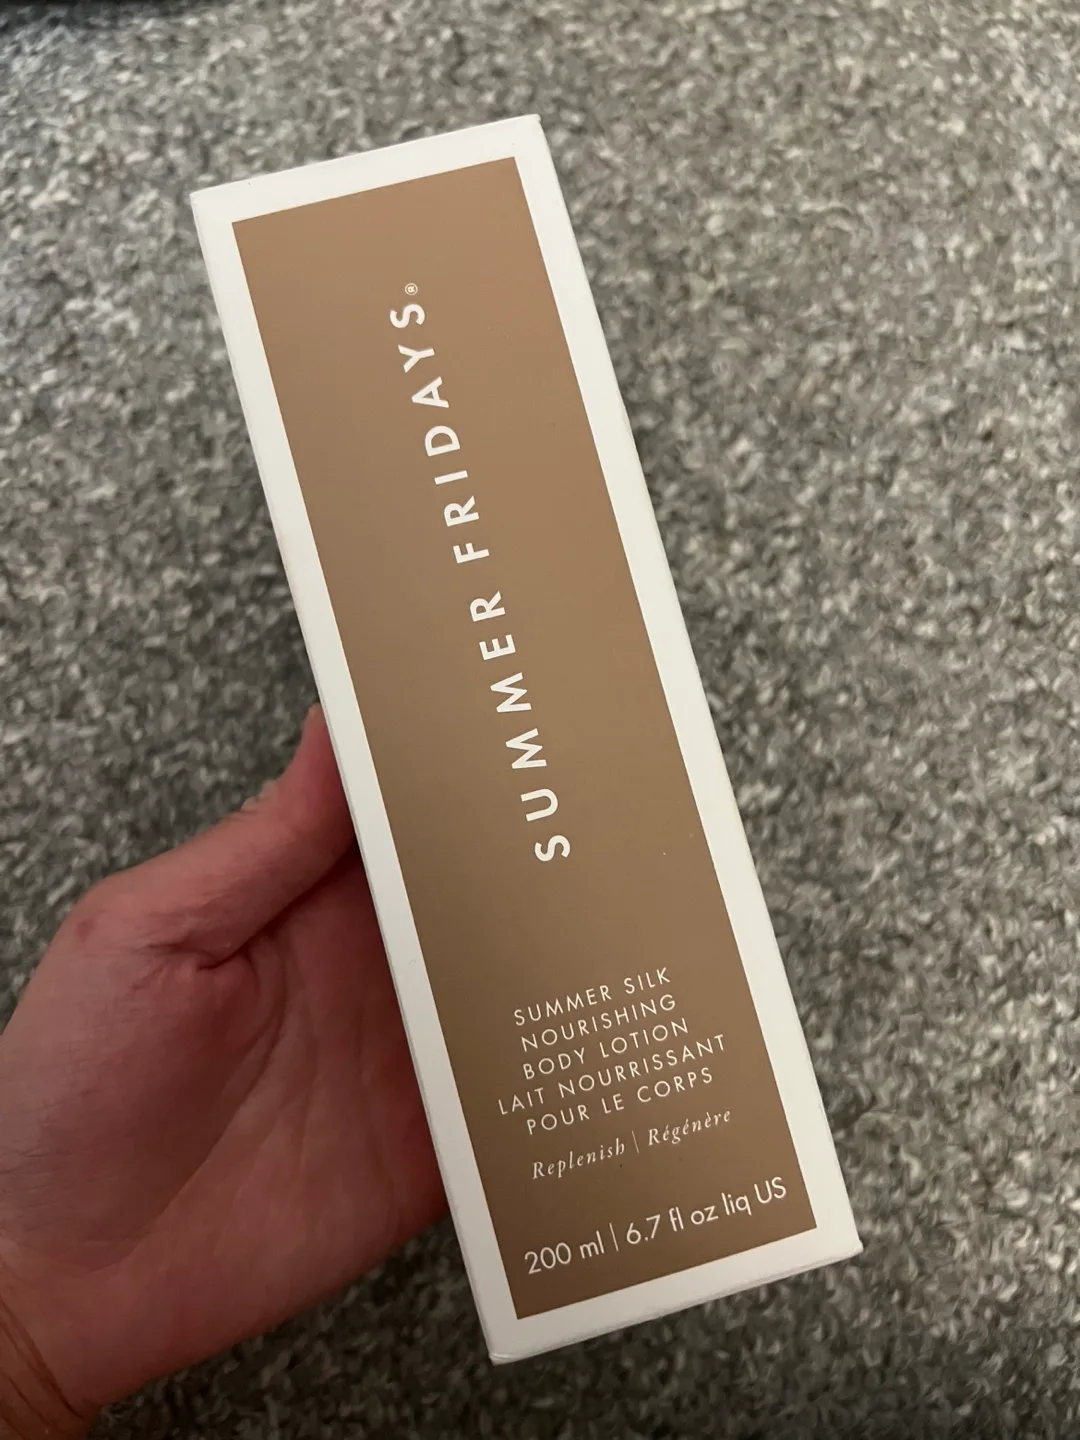 SUMMER FRIDAYS®
SUMMER SILK
NOURISHING
BODY LOTION
LAIT NOURRISSANT
POUR LE CORPS
Replenish | Régénère
200 ml | 6.7 fl oz liq US